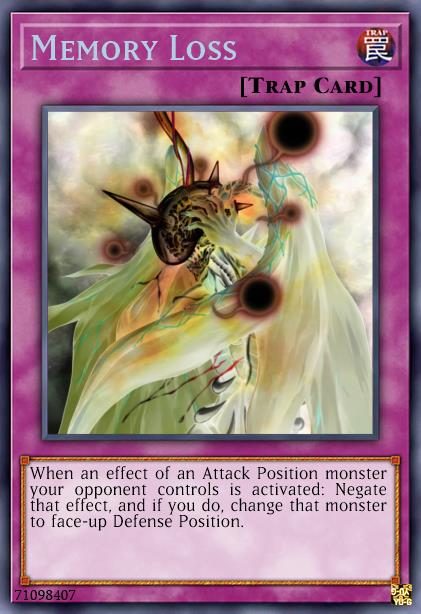 Memory Loss
TRAP
罠
[Trap Card]
When an effect of an Attack Position monster
your opponent controls is activated: Negate
that effect, and if you do, change that monster
to face-up Defense Position.
71098407